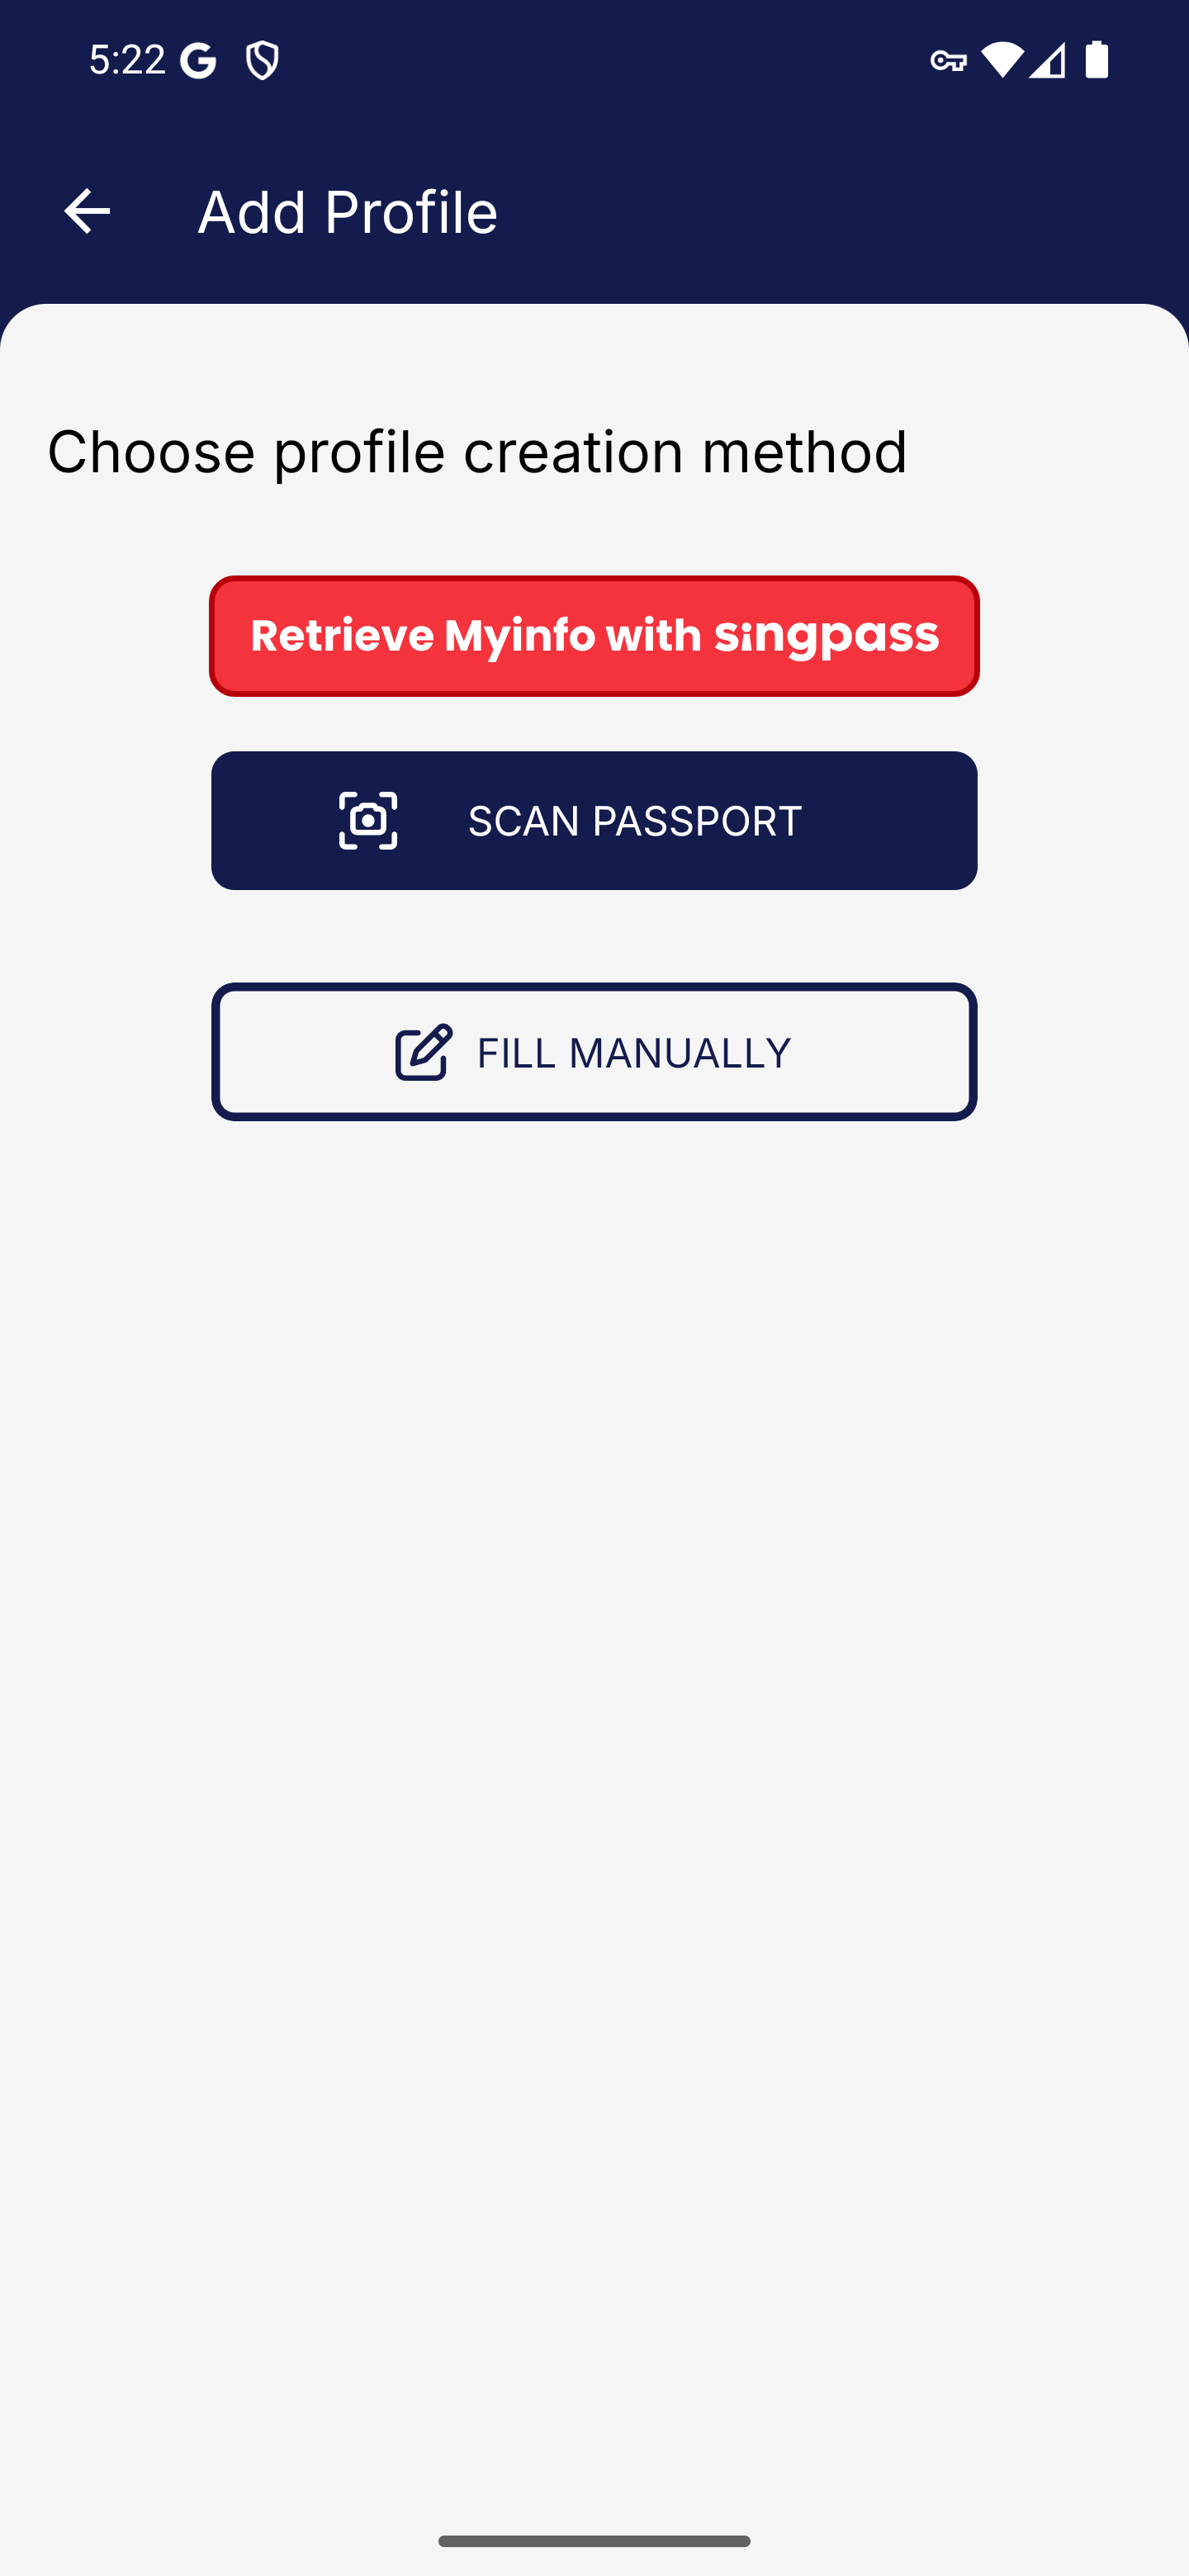 5:22
Add Profile
Choose profile creation method
Retrieve Myinfo with singpass
SCAN PASSPORT
FILL MANUALLY